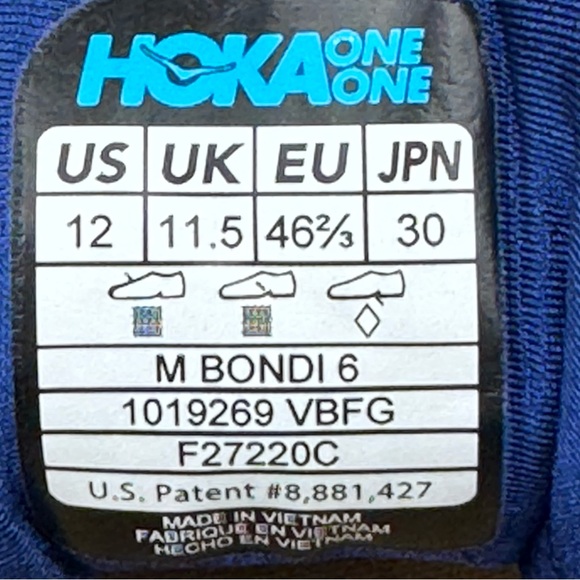 HOKA ONE ONE
US UK EU JPN
12 11.5 46⅔ 30
M BONDI 6
1019269 VBFG
F27220C
U.S. Patent #8,881,427
MADE IN VIETNAM
FABRIQUE EN VIETNAM
HECHO EN VIETNAM